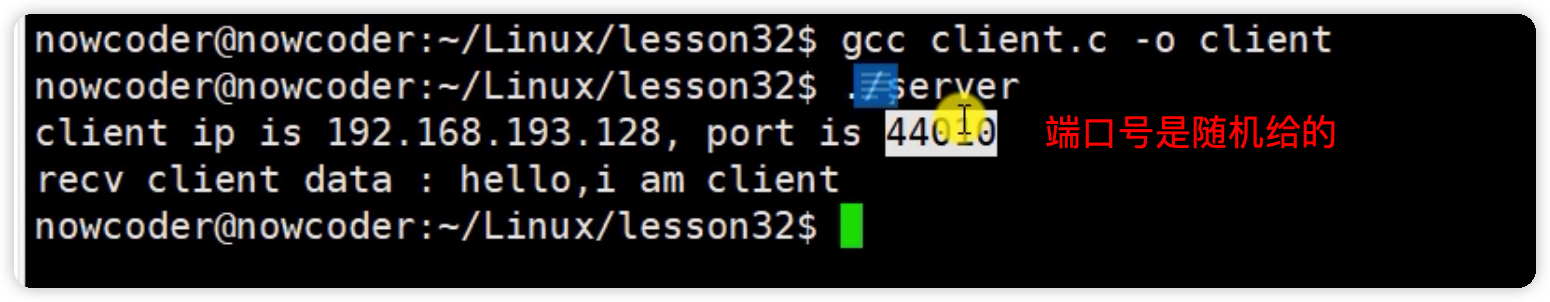 nowcoder@nowcoder:~/Linux/lesson32$ gcc client.c -o client
nowcoder@nowcoder:~/Linux/lesson32$ ./server
client ip is 192.168.193.128, port is 44010 端口号是随机给的
recv client data : hello,i am client
nowcoder@nowcoder:~/Linux/lesson32$